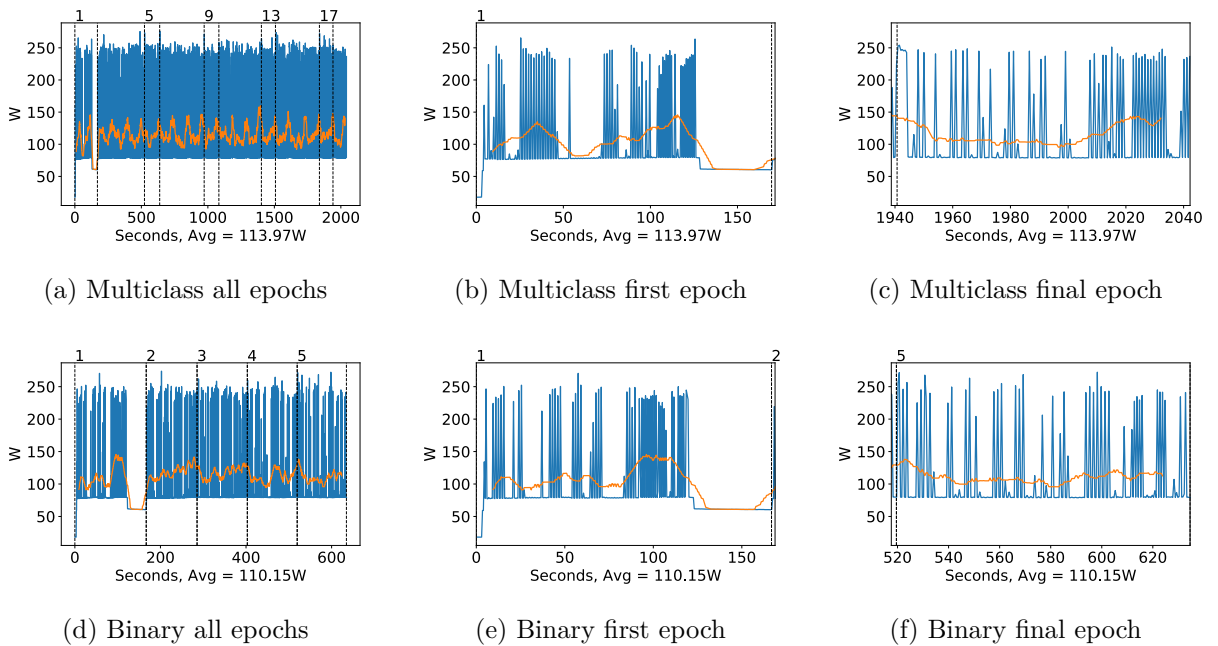 1 5 9 13 17
250
200
150
100
50
W
0 500 1000 1500 2000
Seconds, Avg = 113.97W
(a) Multiclass all epochs
1
250
200
150
100
50
W
0 50 100 150
Seconds, Avg = 113.97W
(b) Multiclass first epoch
250
200
150
100
50
W
1940 1960 1980 2000 2020 2040
Seconds, Avg = 113.97W
(c) Multiclass final epoch
1 2 3 4 5
250
200
150
100
50
W
0 200 400 600
Seconds, Avg = 110.15W
(d) Binary all epochs
1 2
250
200
150
100
50
W
0 50 100 150
Seconds, Avg = 110.15W
(e) Binary first epoch
5
250
200
150
100
50
W
520 540 560 580 600 620
Seconds, Avg = 110.15W
(f) Binary final epoch